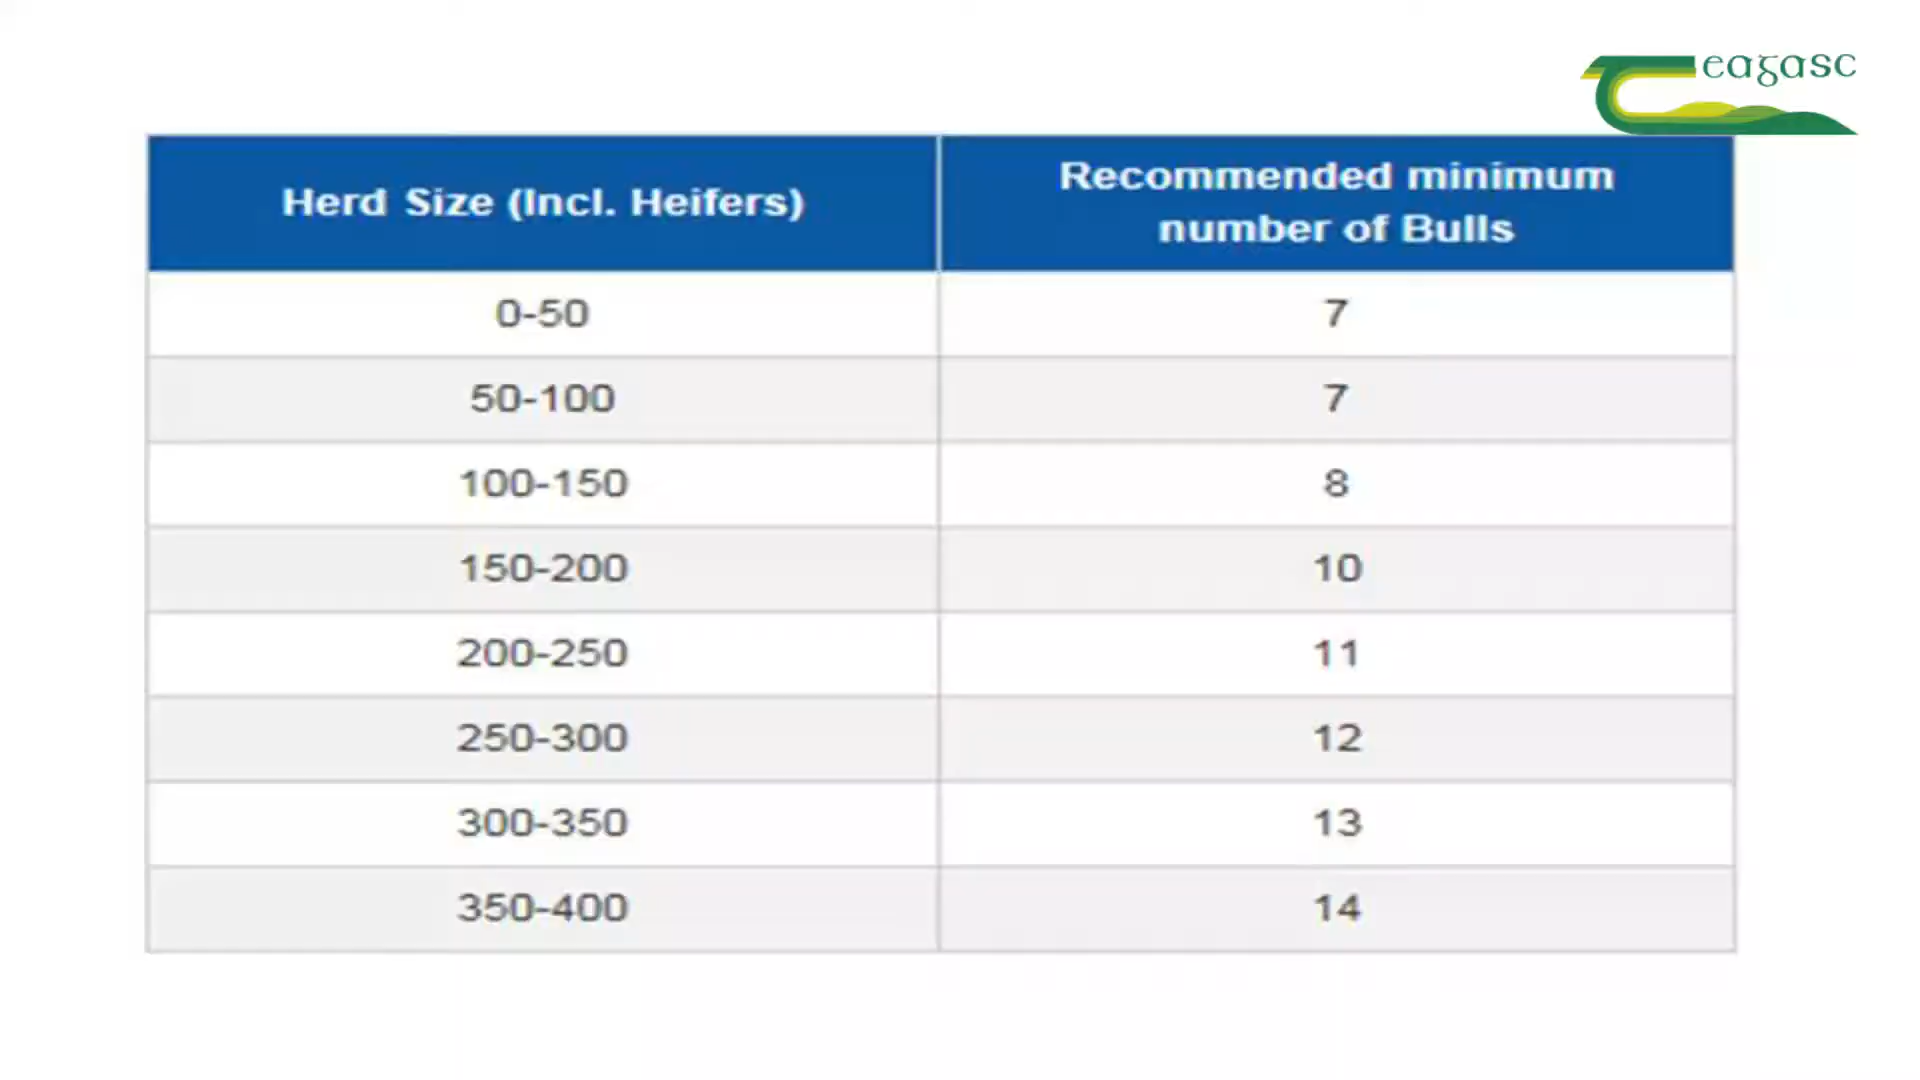 Teagasc
Herd Size (Incl. Heifers)
Recommended minimum
number of Bulls
0-50 7
50-100 7
100-150 8
150-200 10
200-250 11
250-300 12
300-350 13
350-400 14